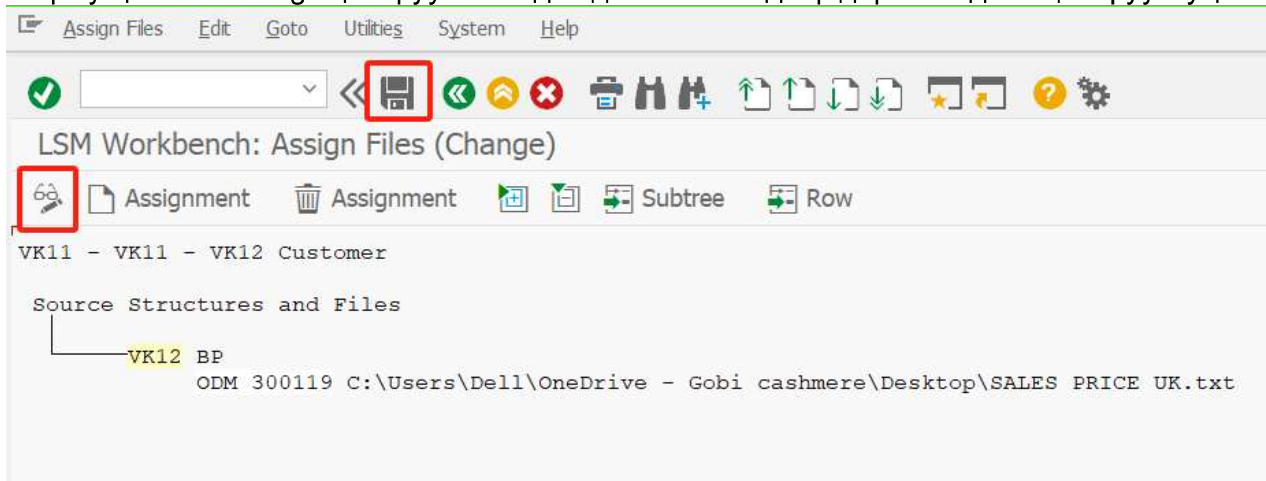 Assign Files Edit Goto Utilities System Help
LSM Workbench: Assign Files (Change)
Assignment Assignment Subtree Row
VK11 - VK11 - VK12 Customer
Source Structures and Files
VK12 BP
ODM 300119 C:\Users\Dell\OneDrive - Gobi cashmere\Desktop\SALES PRICE UK.txt